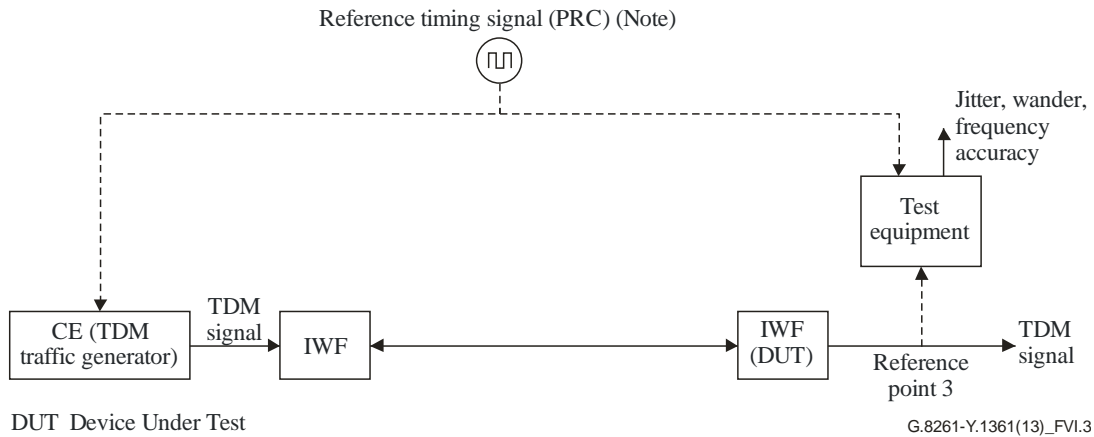 Reference timing signal (PRC) (Note)
Jitter, wander,
frequency
accuracy
Test
equipment
CE (TDM
traffic generator)
TDM
signal
IWF
IWF
(DUT)
Reference
point 3
TDM
signal
DUT Device Under Test
G.8261-Y.1361(13)_FVI.3